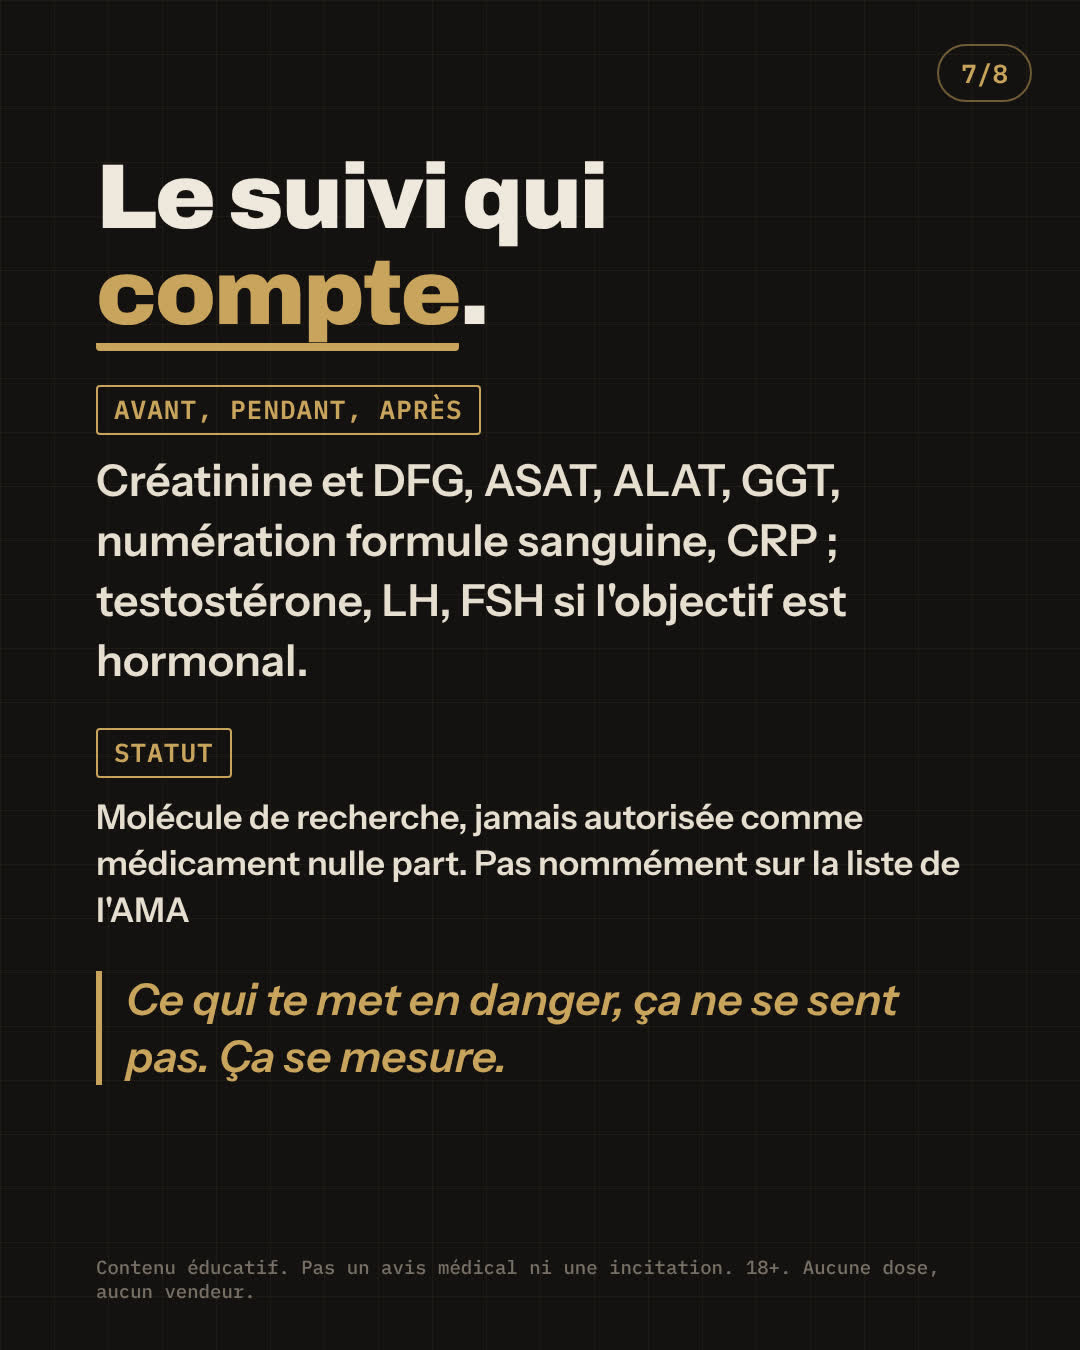 7/8
Le suivi qui
compte.
AVANT, PENDANT, APRÈS
Créatinine et DFG, ASAT, ALAT, GGT,
numération formule sanguine, CRP ;
testostérone, LH, FSH si l'objectif est
hormonal.
STATUT
Molécule de recherche, jamais autorisée comme
médicament nulle part. Pas nommément sur la liste de
l'AMA
Ce qui te met en danger, ça ne se sent
pas. Ça se mesure.
Contenu éducatif. Pas un avis médical ni une incitation. 18+. Aucune dose,
aucun vendeur.